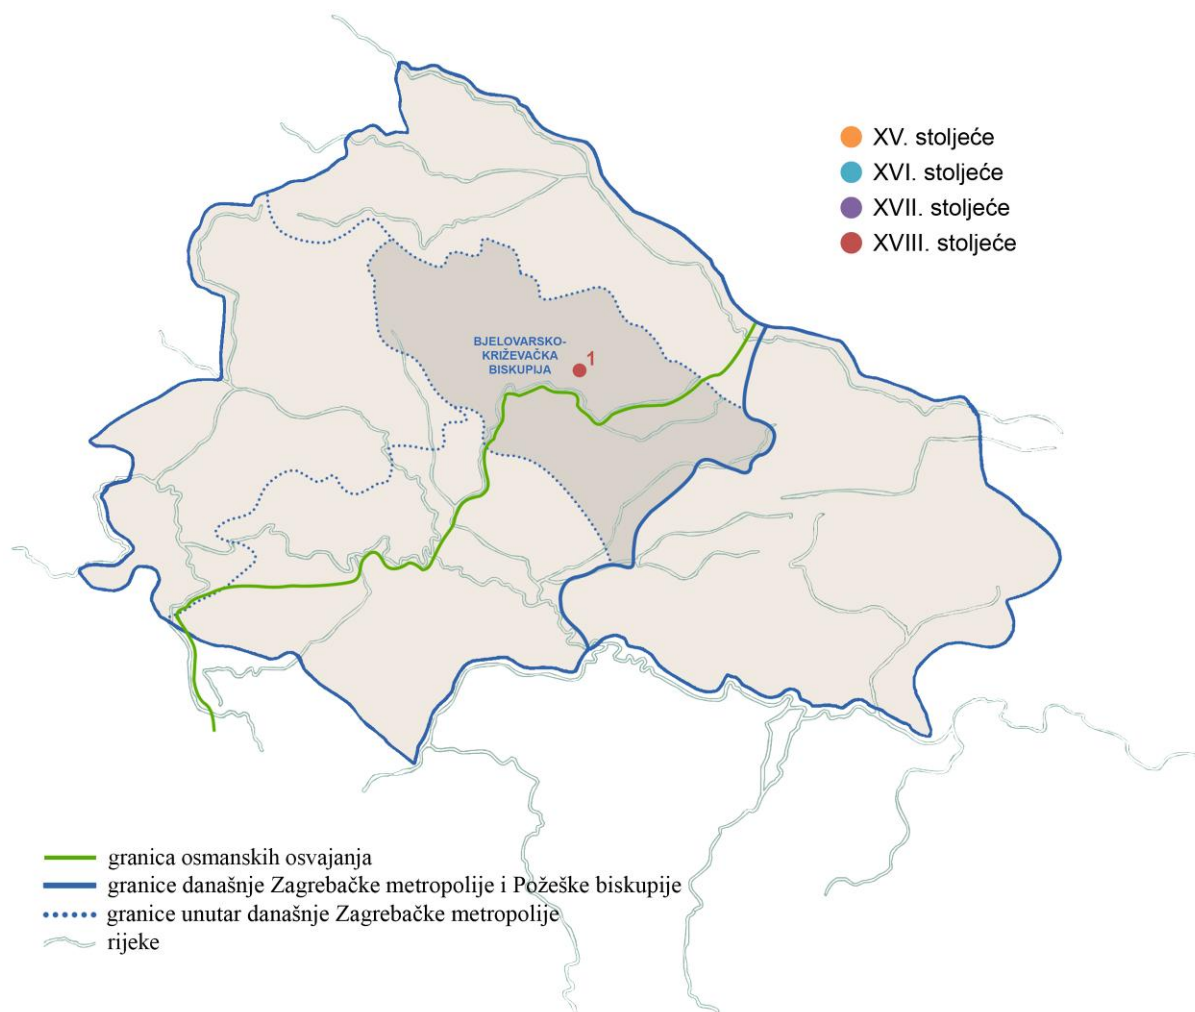 XV. stoljeće
XVI. stoljeće
XVII. stoljeće
XVIII. stoljeće
BJELOVARSKO-
KRIŽEVAČKA
BISKUPIJA
1
granica osmanskih osvajanja
granice današnje Zagrebačke metropolije i Požeške biskupije
granice unutar današnje Zagrebačke metropolije
rijeke